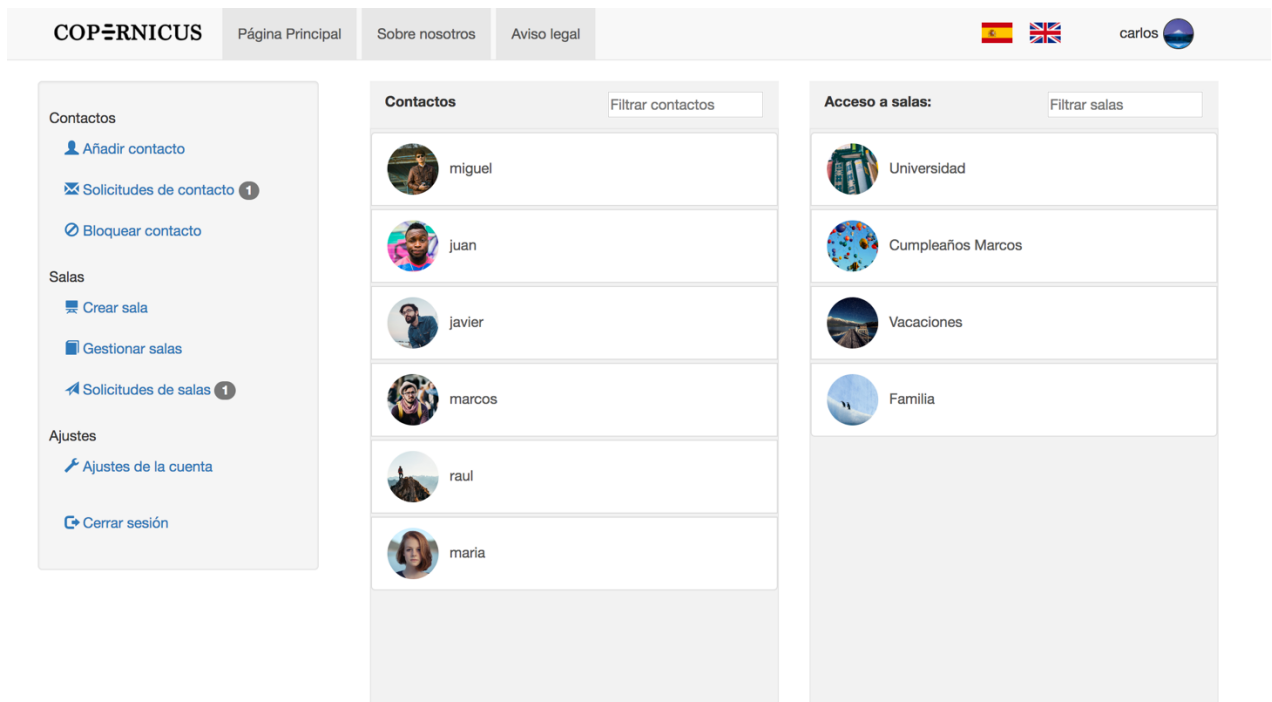 COPERNICUS
Página Principal
Sobre nosotros
Aviso legal
carlos
Contactos
Añadir contacto
Solicitudes de contacto 1
Bloquear contacto
Salas
Crear sala
Gestionar salas
Solicitudes de salas 1
Ajustes
Ajustes de la cuenta
Cerrar sesión
Contactos
Filtrar contactos
miguel
juan
javier
marcos
raul
maria
Acceso a salas:
Filtrar salas
Universidad
Cumpleaños Marcos
Vacaciones
Familia